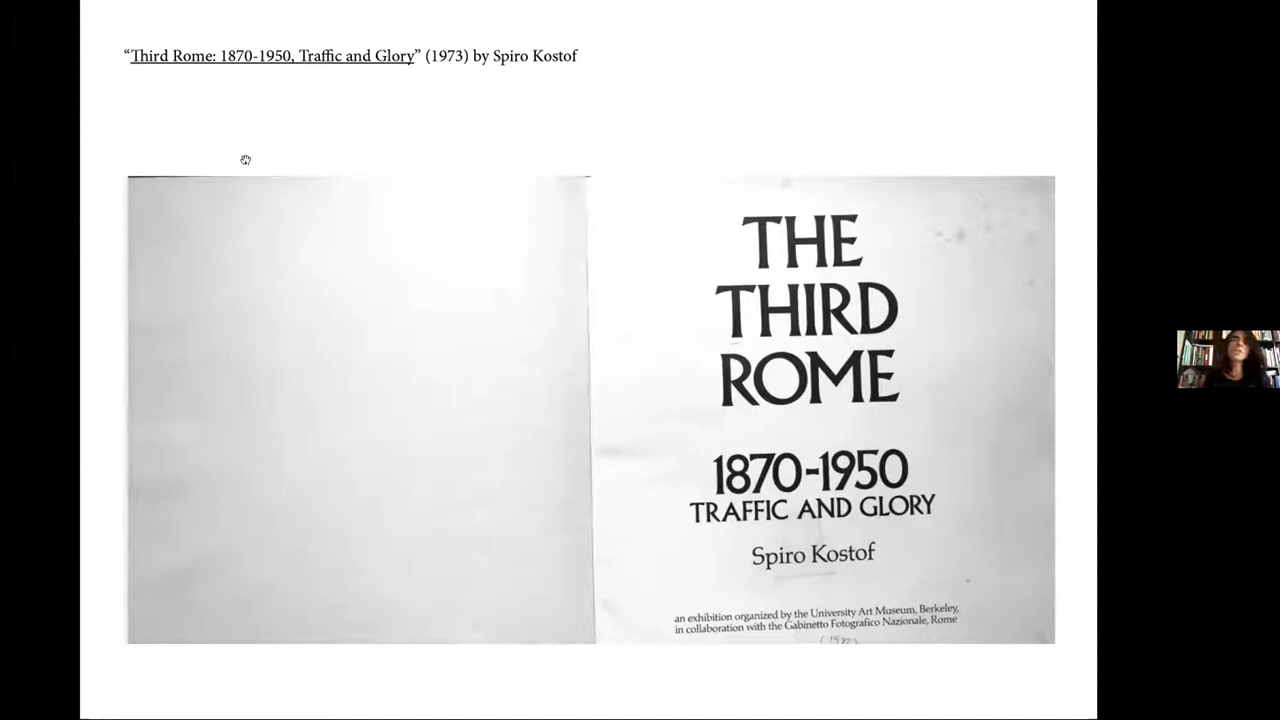 “Third Rome: 1870-1950, Traffic and Glory” (1973) by Spiro Kostof
THE
THIRD
ROME
1870-1950
TRAFFIC AND GLORY
Spiro Kostof
an exhibition organized by the University Art Museum, Berkeley,
in collaboration with the Gabinetto Fotografico Nazionale, Rome